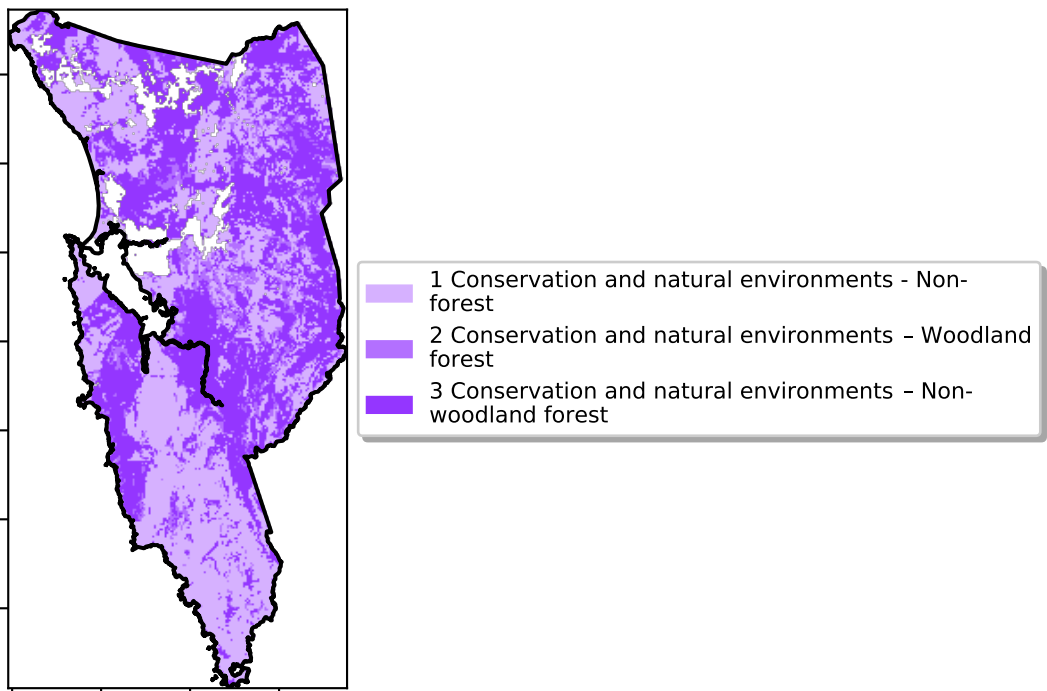 1 Conservation and natural environments - Non-
forest
2 Conservation and natural environments – Woodland
forest
3 Conservation and natural environments – Non-
woodland forest